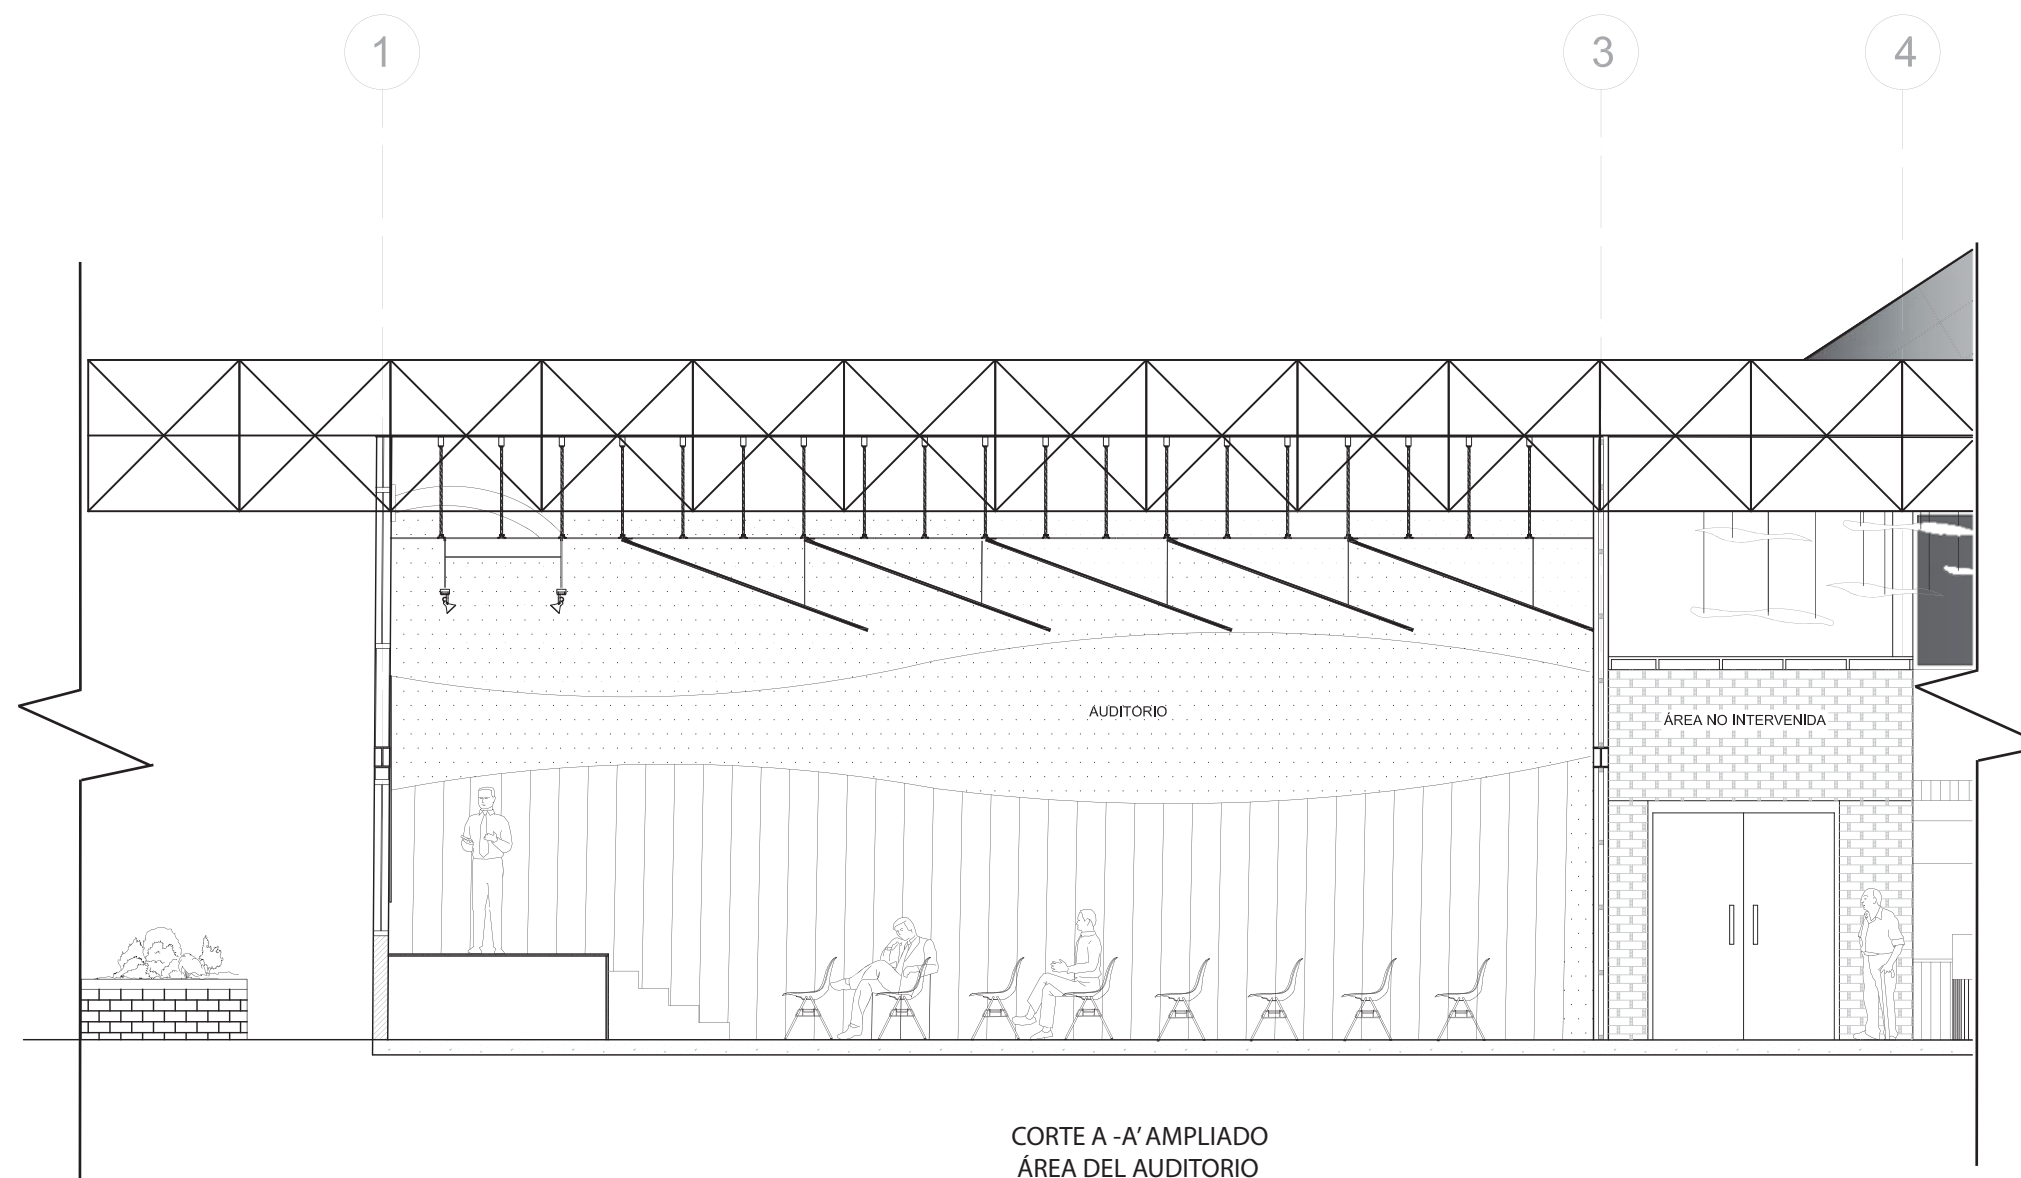 1
3
4
AUDITORIO
ÁREA NO INTERVENIDA
CORTE A -A' AMPLIADO
ÁREA DEL AUDITORIO